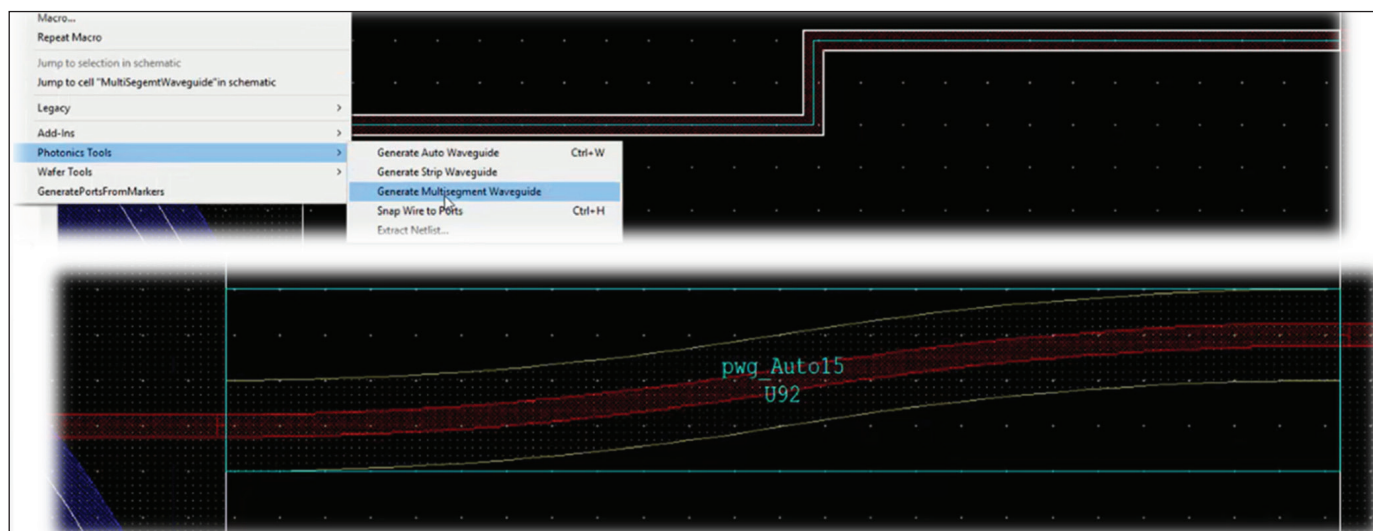 Macro...
Repeat Macro
Jump to selection in schematic
Jump to cell "MultiSegemtWaveguide"in schematic
Legacy
Add-Ins
Photonics Tools
Wafer Tools
GeneratePortsFromMarkers
Generate Auto Waveguide Ctrl+W
Generate Strip Waveguide
Generate Multisegment Waveguide
Snap Wire to Ports Ctrl+H
Extract Netlist...
pwg_Auto15
U92